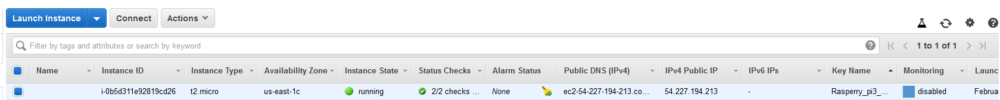 Launch Instance Connect Actions
Filter by tags and attributes or search by keyword ? 1 to 1 of 1 ?
Name Instance ID Instance Type Availability Zone Instance State Status Checks Alarm Status Public DNS (IPv4) IPv4 Public IP IPv6 IPs Key Name Monitoring Launc
i-0b5d311e92819cd26 t2.micro us-east-1c running 2/2 checks ... None ec2-54-227-194-213.co... 54.227.194.213 - Rasperry_pi3_... disabled Februa